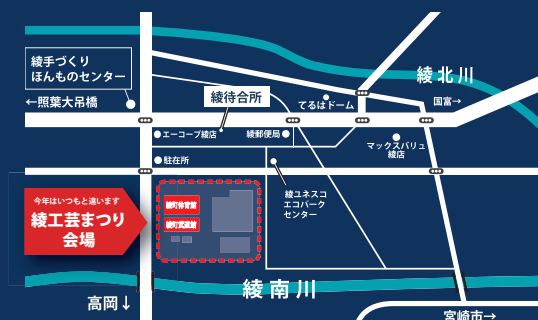 綾手づくり
ほんものセンター
←照葉大吊橋
綾北川
国富→
綾待合所
てるはドーム
エーコープ綾店
綾郵便局
マックスバリュ
綾店
駐在所
今年はいつもと違います
綾工芸まつり
会場
綾町体育館
綾町武道館
綾ユネスコ
エコパーク
センター
綾南川
高岡↓
宮崎市→